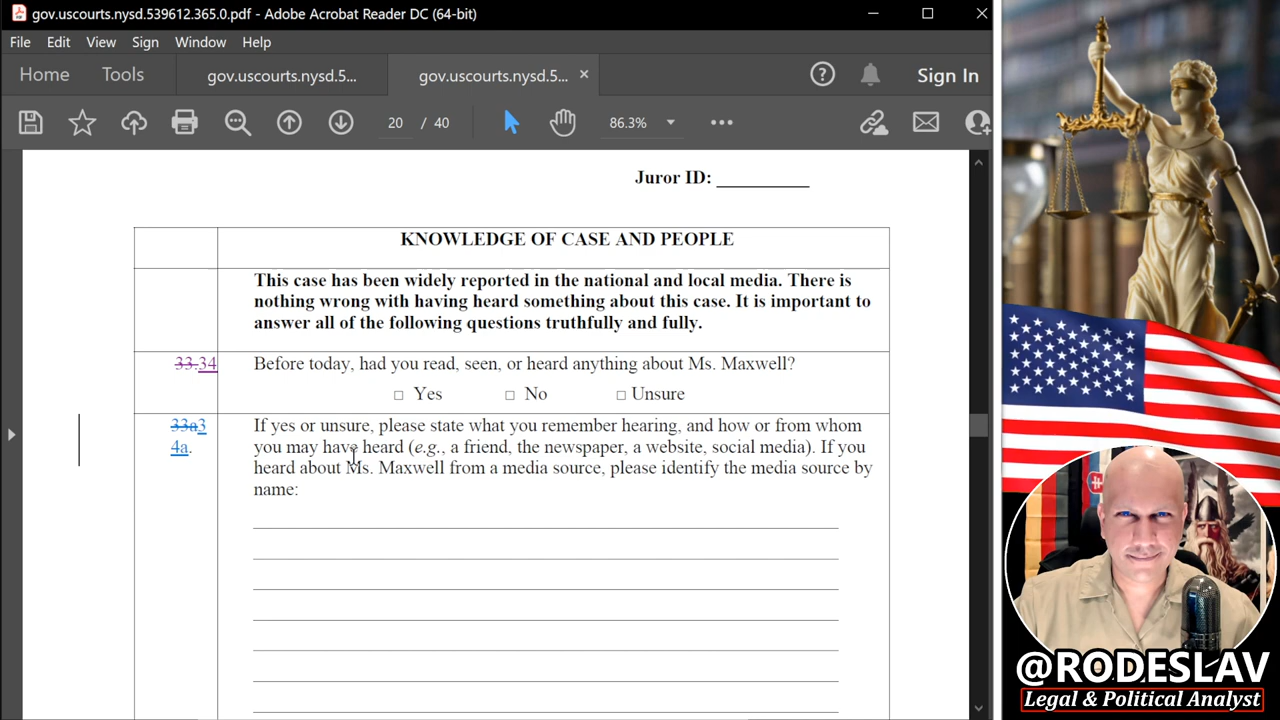 gov.uscourts.nysd.539612.365.0.pdf - Adobe Acrobat Reader DC (64-bit)
File Edit View Sign Window Help
Home Tools gov.uscourts.nysd.5... gov.uscourts.nysd.5... Sign In
20 / 40 86.3%
Juror ID: __________
KNOWLEDGE OF CASE AND PEOPLE
This case has been widely reported in the national and local media. There is
nothing wrong with having heard something about this case. It is important to
answer all of the following questions truthfully and fully.
33.34 Before today, had you read, seen, or heard anything about Ms. Maxwell?
□ Yes □ No □ Unsure
33a3 If yes or unsure, please state what you remember hearing, and how or from whom
4a. you may have heard (e.g., a friend, the newspaper, a website, social media). If you
heard about Ms. Maxwell from a media source, please identify the media source by
name:
@RODESLAV
Legal & Political Analyst